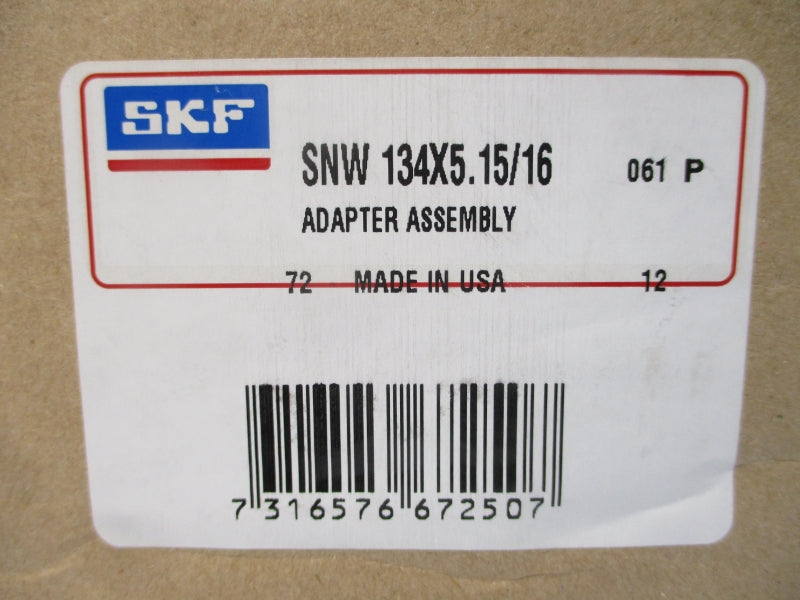 SKF
SNW 134X5.15/16 061 P
ADAPTER ASSEMBLY
72 MADE IN USA 12
7 316576 672507